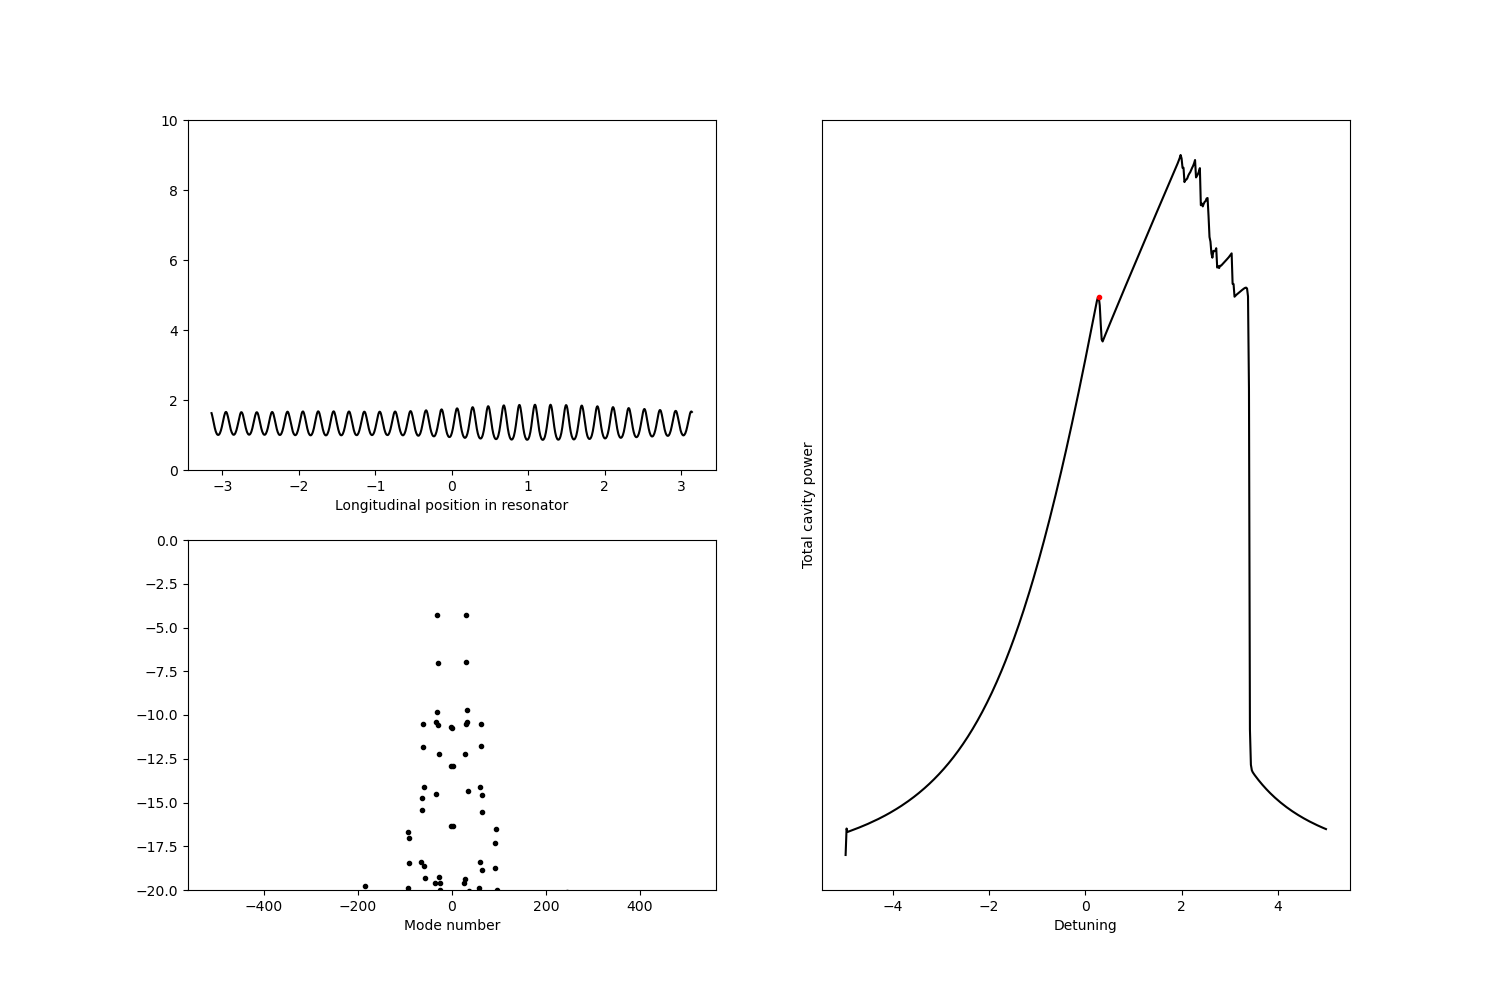 10
8
6
4
2
0
−3 −2 −1 0 1 2 3
Longitudinal position in resonator
0.0
−2.5
−5.0
−7.5
−10.0
−12.5
−15.0
−17.5
−20.0
−400 −200 0 200 400
Mode number
Total cavity power
−4 −2 0 2 4
Detuning